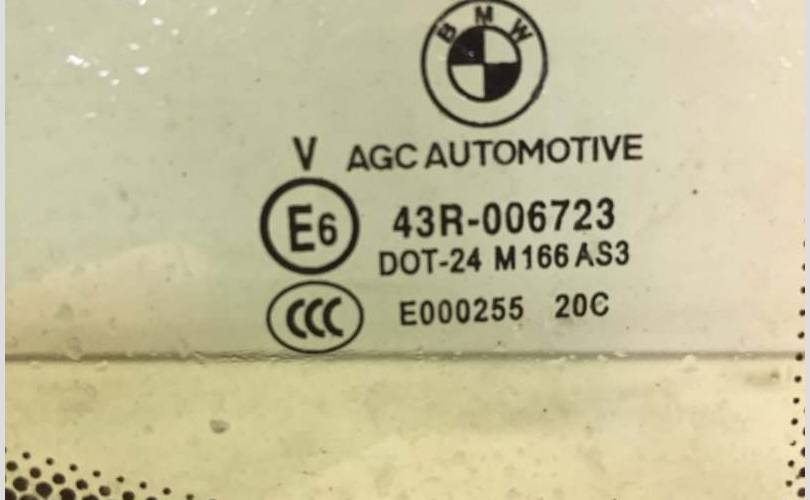 BMW
V AGC AUTOMOTIVE
E6 43R-006723
DOT-24 M166 AS3
CCC E000255 20C